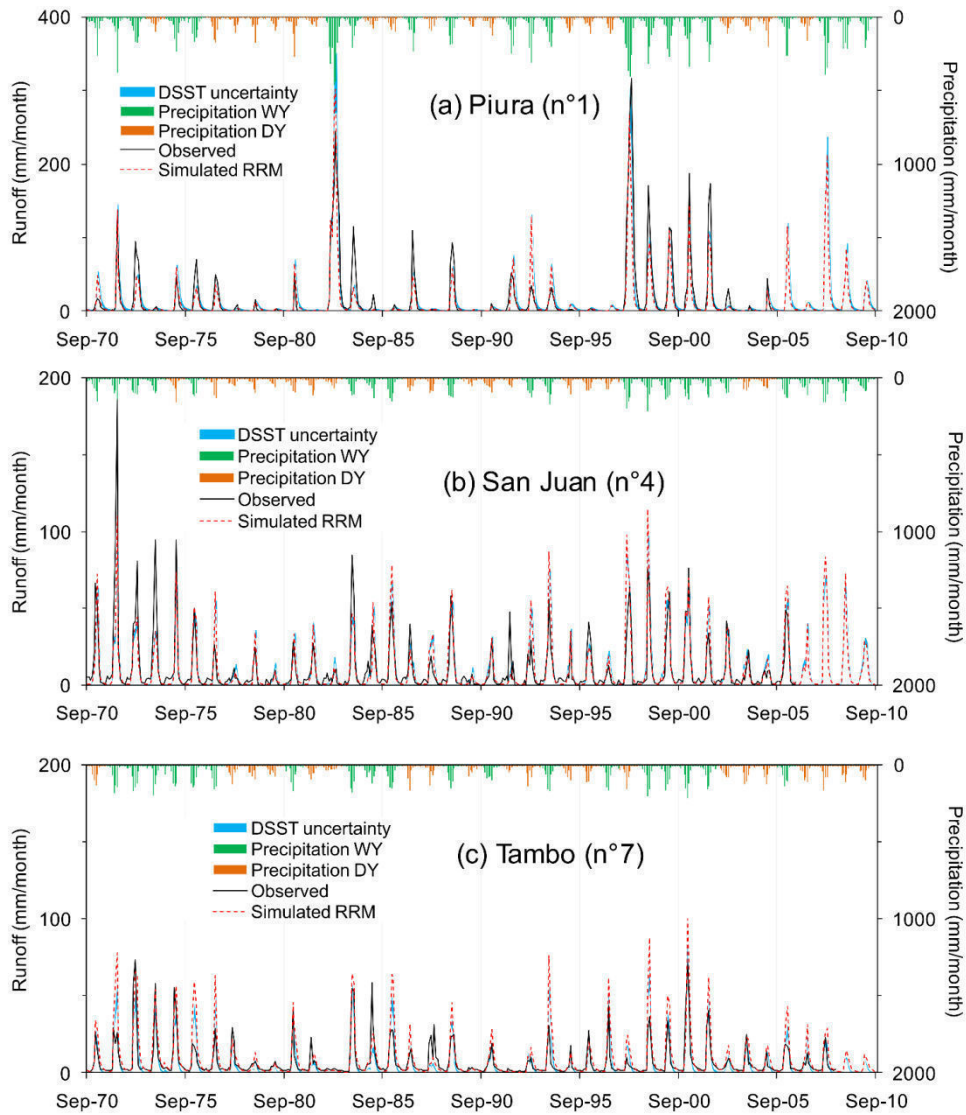 400
300
200
100
0
Runoff (mm/month)
0
1000
2000
Precipitation (mm/month)
DSST uncertainty
Precipitation WY
Precipitation DY
Observed
Simulated RRM
(a) Piura (n°1)
Sep-70 Sep-75 Sep-80 Sep-85 Sep-90 Sep-95 Sep-00 Sep-05 Sep-10
200
100
0
Runoff (mm/month)
0
1000
2000
Precipitation (mm/month)
DSST uncertainty
Precipitation WY
Precipitation DY
Observed
Simulated RRM
(b) San Juan (n°4)
Sep-70 Sep-75 Sep-80 Sep-85 Sep-90 Sep-95 Sep-00 Sep-05 Sep-10
200
100
0
Runoff (mm/month)
0
1000
2000
Precipitation (mm/month)
DSST uncertainty
Precipitation WY
Precipitation DY
Observed
Simulated RRM
(c) Tambo (n°7)
Sep-70 Sep-75 Sep-80 Sep-85 Sep-90 Sep-95 Sep-00 Sep-05 Sep-10